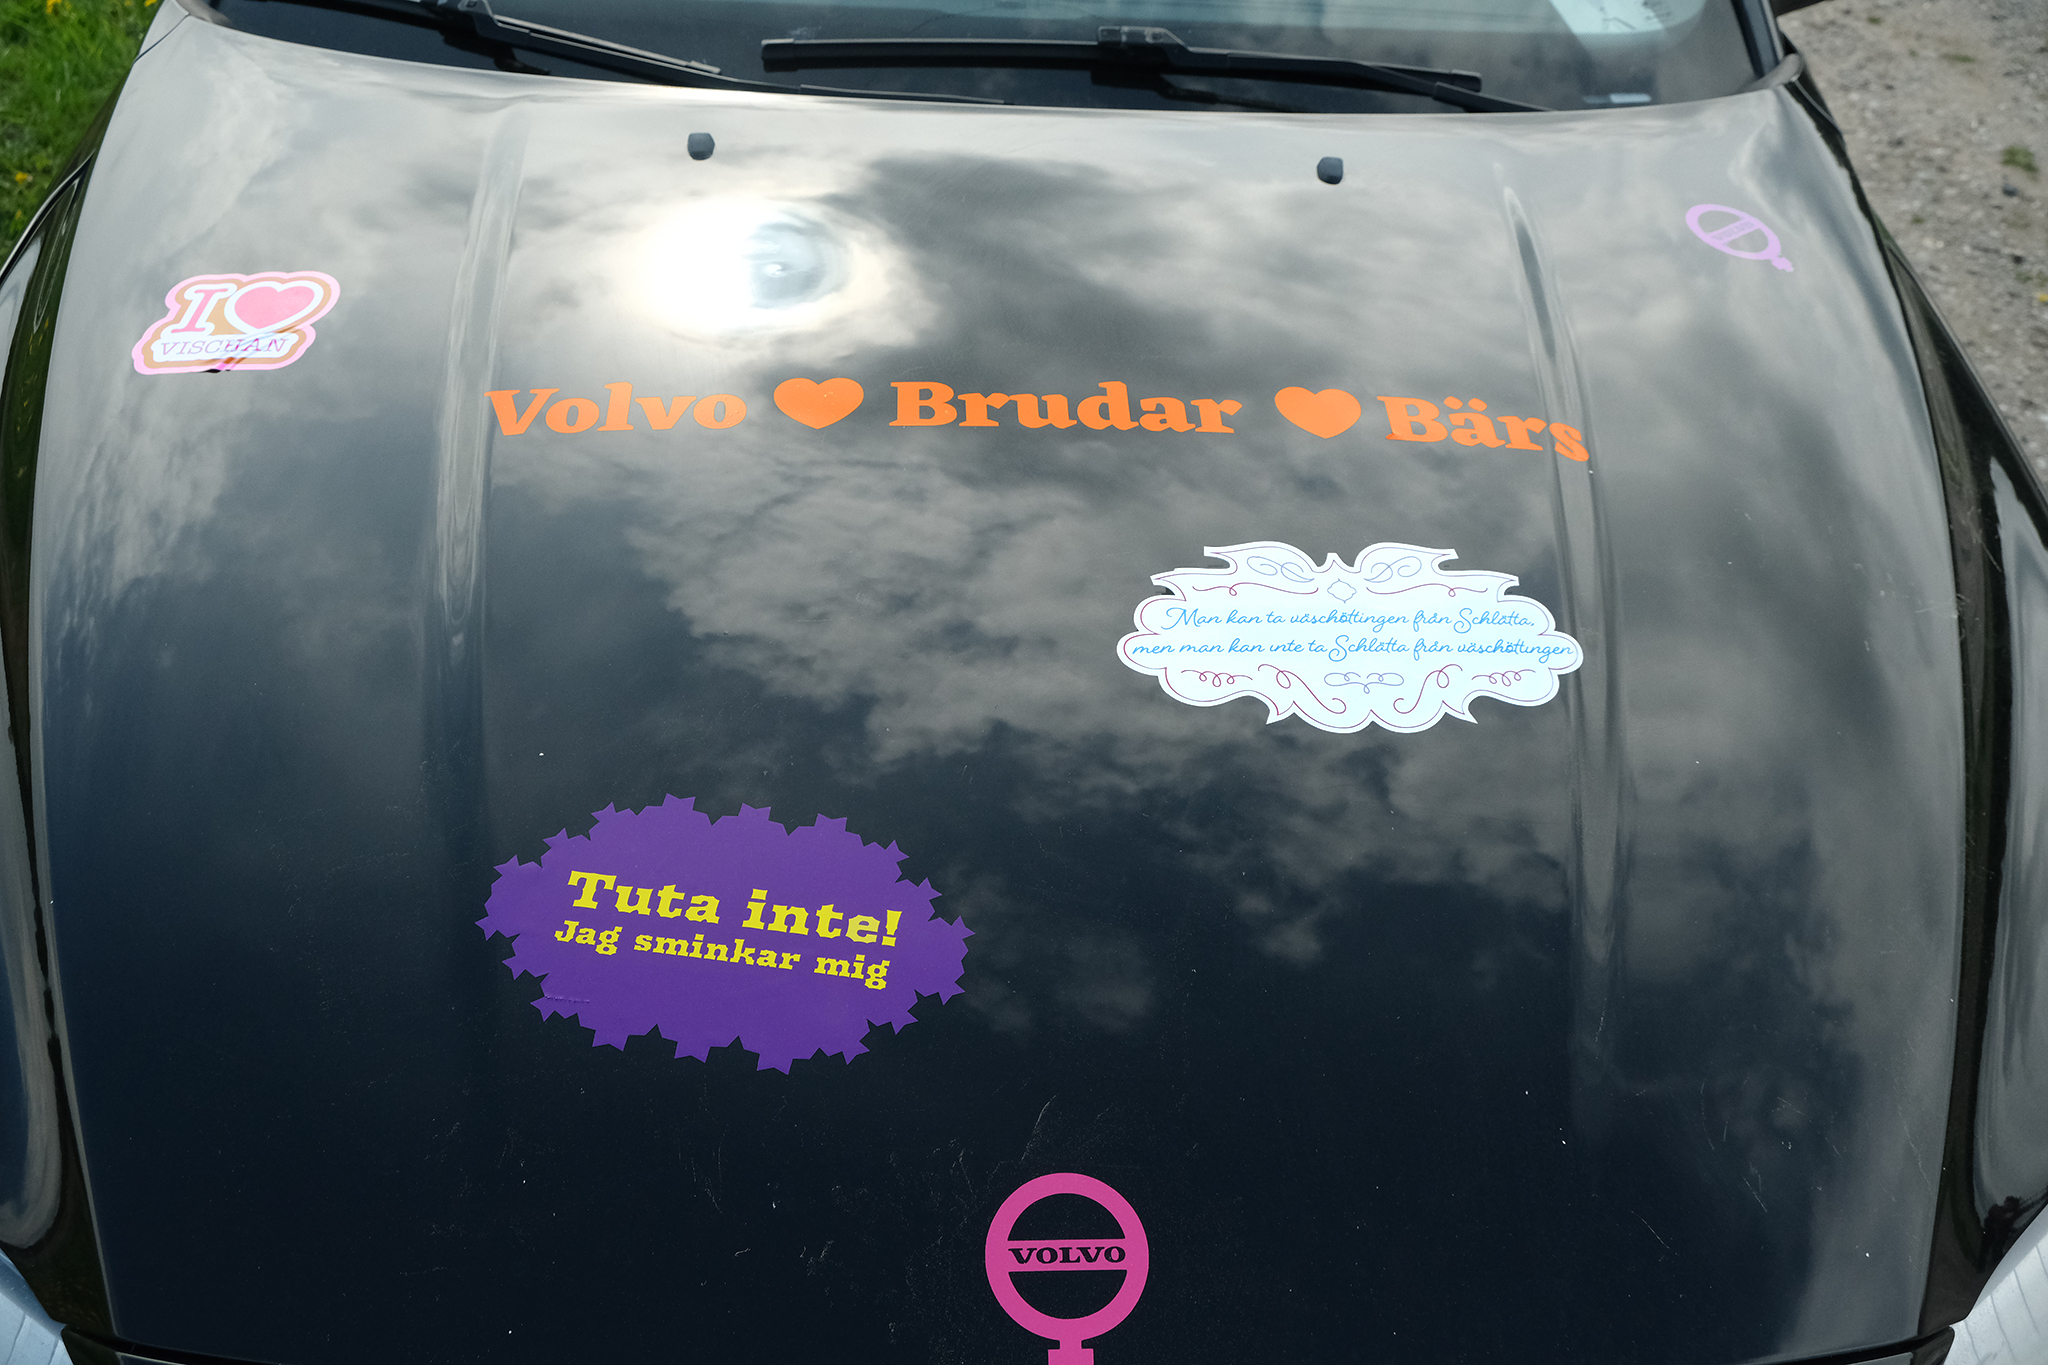 I ♥
VISCHAN
VOLVO
Volvo ♥ Brudar ♥ Bärs
Man kan ta väschöttingen från Schlätta,
men man kan inte ta Schlätta från väschöttingen
Tuta inte!
Jag sminkar mig
VOLVO